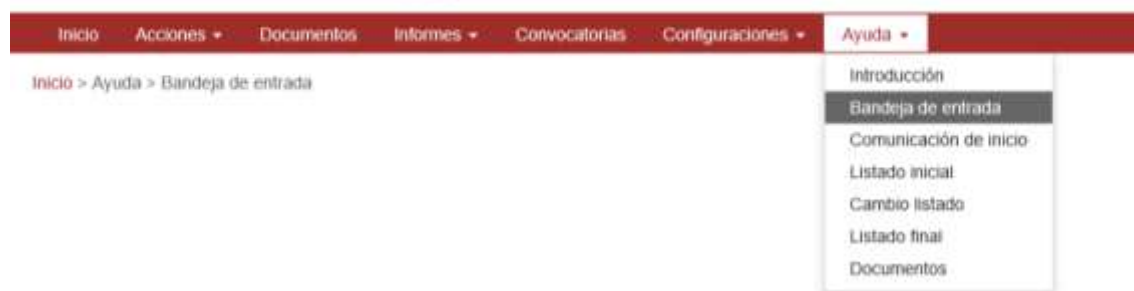 Inicio Acciones Documentos Informes Convocatorias Configuraciones Ayuda
Inicio > Ayuda > Bandeja de entrada
Introducción
Bandeja de entrada
Comunicación de inicio
Listado inicial
Cambio listado
Listado final
Documentos